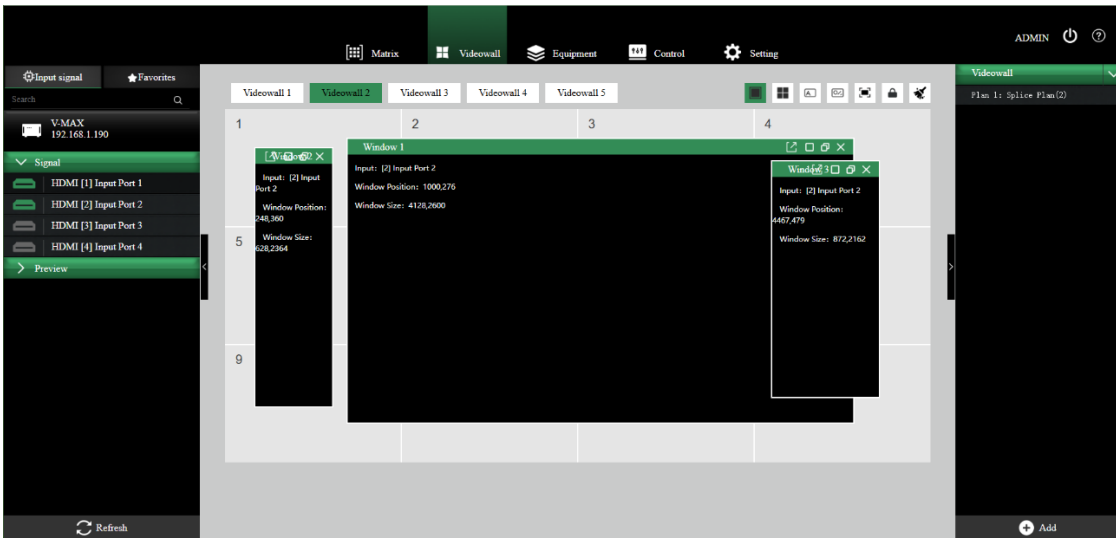 Matrix
Videowall
Equipment
Control
Setting
ADMIN
Input signal
Favorites
Search
V-MAX
192.168.1.190
Signal
HDMI [1] Input Port 1
HDMI [2] Input Port 2
HDMI [3] Input Port 3
HDMI [4] Input Port 4
Preview
Refresh
Videowall 1
Videowall 2
Videowall 3
Videowall 4
Videowall 5
1
2
3
4
5
9
Window 2
Input: [2] Input
Port 2
Window Position:
248,360
Window Size:
628,2364
Window 1
Input: [2] Input Port 2
Window Position: 1000,276
Window Size: 4128,2600
Window 3
Input: [2] Input Port 2
Window Position:
4467,479
Window Size: 872,2162
Videowall
Plan 1: Splice Plan(2)
Add